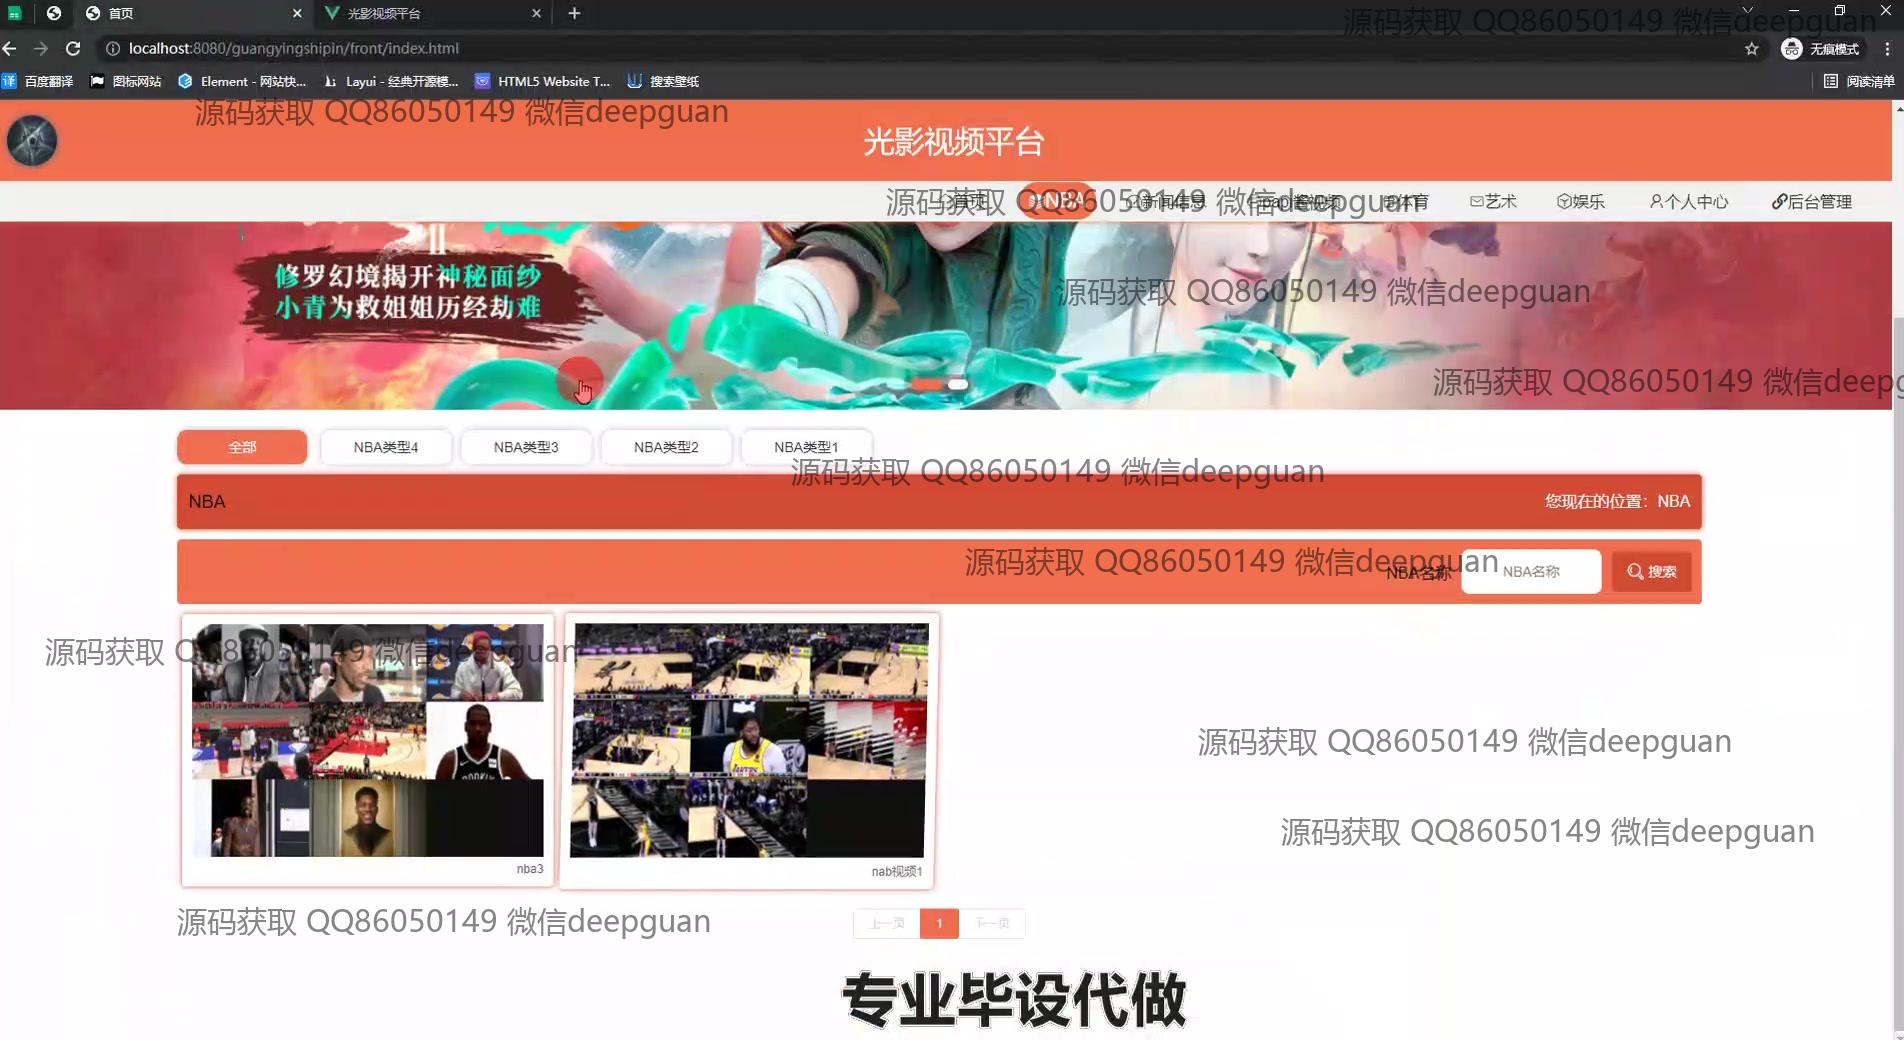 首页
光影视频平台
源码获取 QQ86050149 微信deepguan
localhost:8080/guangyingshipin/front/index.html
无痕模式
百度翻译
图标网站
Element - 网站快...
Layui - 经典开源模...
HTML5 Website T...
搜索壁纸
阅读清单
源码获取 QQ86050149 微信deepguan
光影视频平台
首页
NBA
新闻信息
体育
艺术
娱乐
个人中心
后台管理
源码获取 QQ86050149 微信deepguan
修罗幻境揭开神秘面纱
小青为救姐姐历经劫难
源码获取 QQ86050149 微信deepguan
源码获取 QQ86050149 微信deepg
全部
NBA类型4
NBA类型3
NBA类型2
NBA类型1
源码获取 QQ86050149 微信deepguan
NBA
您现在的位置：NBA
源码获取 QQ86050149 微信deepguan
NBA名称
NBA名称
搜索
源码获取 QQ86050149 微信deepguan
源码获取 QQ86050149 微信deepguan
源码获取 QQ86050149 微信deepguan
nba3
nab视频1
源码获取 QQ86050149 微信deepguan
上一页
1
下一页
专业毕设代做